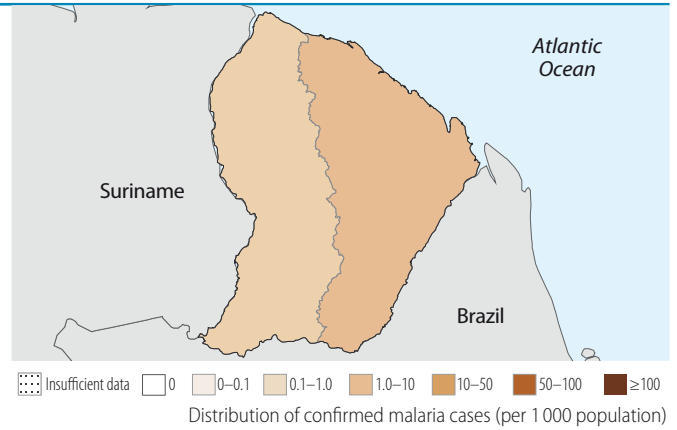 Atlantic
Ocean
Suriname
Brazil
Insufficient data 0 0–0.1 0.1–1.0 1.0–10 10–50 50–100 ≥100
Distribution of confirmed malaria cases (per 1 000 population)